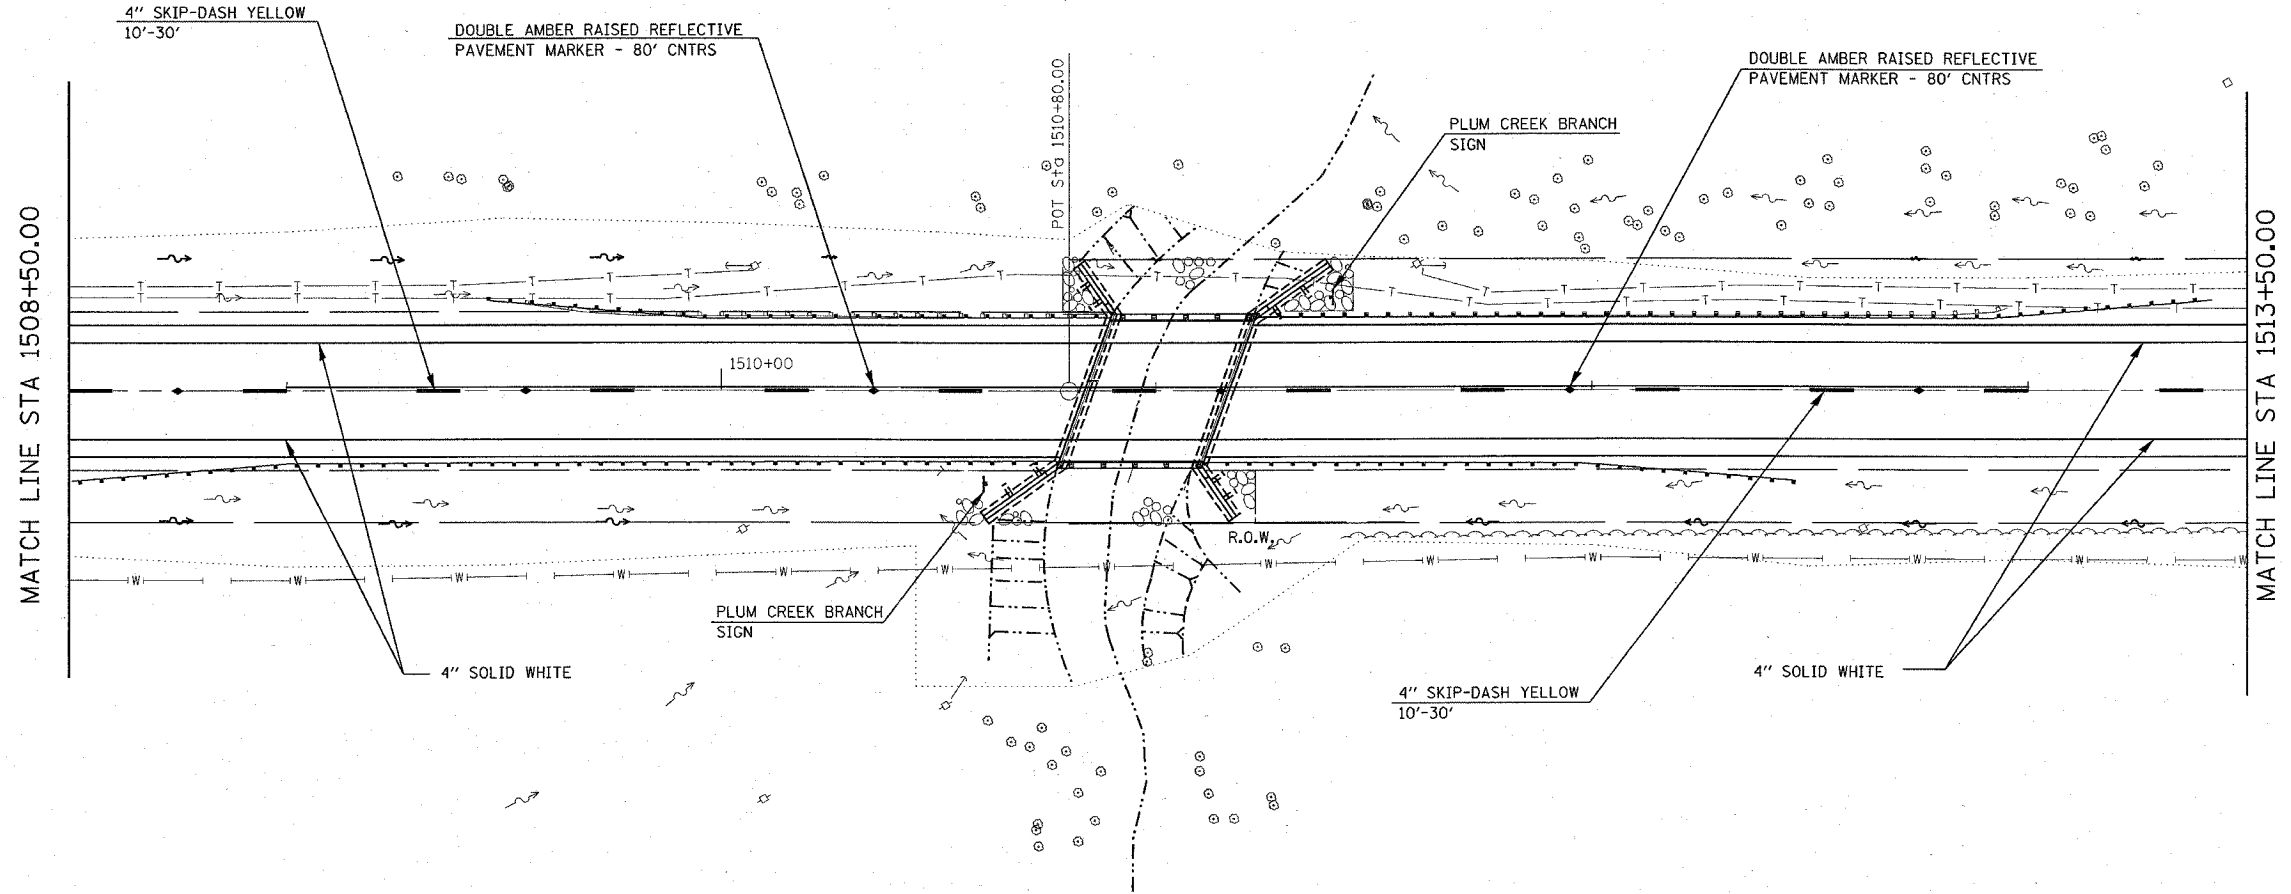 4" SKIP-DASH YELLOW
10'-30'
DOUBLE AMBER RAISED REFLECTIVE
PAVEMENT MARKER - 80' CNTRS
POT Sta 1510+80.00
DOUBLE AMBER RAISED REFLECTIVE
PAVEMENT MARKER - 80' CNTRS
PLUM CREEK BRANCH
SIGN
MATCH LINE STA 1508+50.00
1510+00
MATCH LINE STA 1513+50.00
R.O.W.
PLUM CREEK BRANCH
SIGN
4" SOLID WHITE
4" SKIP-DASH YELLOW
10'-30'
4" SOLID WHITE
T T T T T T T T T T T T T T T T T T
W W W W W W W W W W W W W W